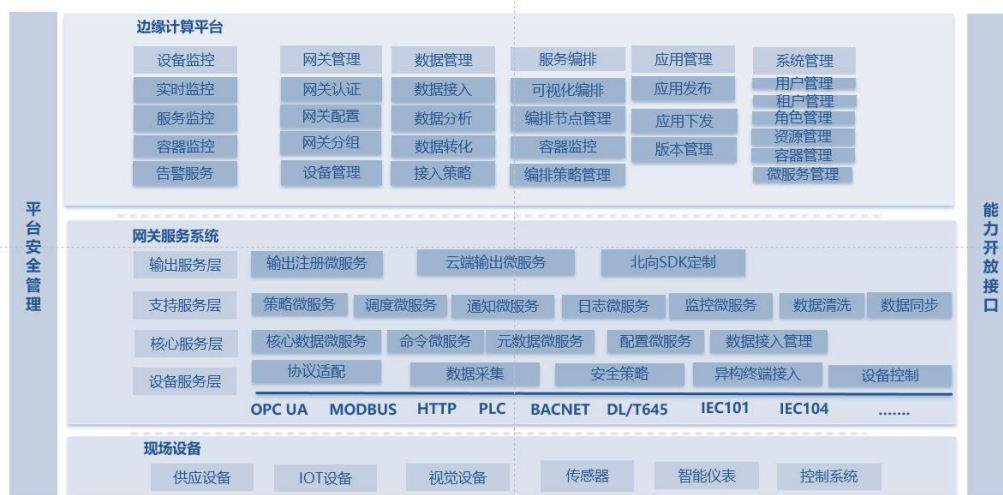 平台安全管理
边缘计算平台
设备监控 网关管理 数据管理 服务编排 应用管理 系统管理
实时监控 网关认证 数据接入 可视化编排 应用发布 用户管理
租户管理
服务监控 网关配置 数据分析 编排节点管理 应用下发 角色管理
资源管理
容器监控 网关分组 数据转化 容器监控 版本管理 容器管理
告警服务 设备管理 接入策略 编排策略管理 微服务管理
网关服务系统
输出服务层 输出注册微服务 云端输出微服务 北向SDK定制
支持服务层 策略微服务 调度微服务 通知微服务 日志微服务 监控微服务 数据清洗 数据同步
核心服务层 核心数据微服务 命令微服务 元数据微服务 配置微服务 数据接入管理
设备服务层 协议适配 数据采集 安全策略 异构终端接入 设备控制
OPC UA MODBUS HTTP PLC BACNET DL/T645 IEC101 IEC104 .......
现场设备
供应设备 IOT设备 视觉设备 传感器 智能仪表 控制系统
能力开放接口